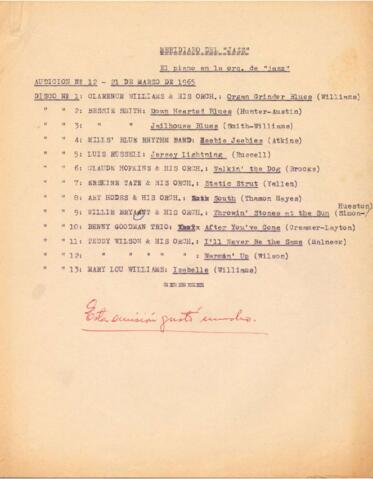 MERIDIANO DEL "JAZZ"
El piano en la orq. de "jazz"
AUDICION Nº 12 - 21 DE MARZO DE 1965
DISCO Nº 1: CLARENCE WILLIAMS & HIS ORCH.: Organ Grinder Blues (Williams)
" " 2: BESSIE SMITH: Down Hearted Blues (Hunter-Austin)
" " 3: " " Jailhouse Blues (Smith-Williams)
" " 4: MILLS' BLUE RHYTHM BAND: Heebie Jeebies (Atkins)
" " 5: LUIS RUSSELL: Jersey Lightning (Russell)
" " 6: CLAUDE HOPKINS & HIS ORCH.: Walkin' the Dog (Brooks)
" " 7: ERSKINE TATE & HIS ORCH.: Static Strut (Yellen)
" " 8: ART HODES & HIS ORCH.: South (Thamon Hayes)
Hueston)
" " 9: WILLIE BRYANT & HIS ORCH.: Throwin' Stones at the Sun (Simon-/
" " 10: BENNY GOODMAN TRIO: After You've Gone (Creamer-Layton)
" " 11: TEDDY WILSON & HIS ORCH.: I'll Never Be the Same (Malneck)
" " 12: " " " " Warmin' Up (Wilson)
" " 13: MARY LOU WILLIAMS: Isabelle (Williams)
Esta emisión gustó mucho.